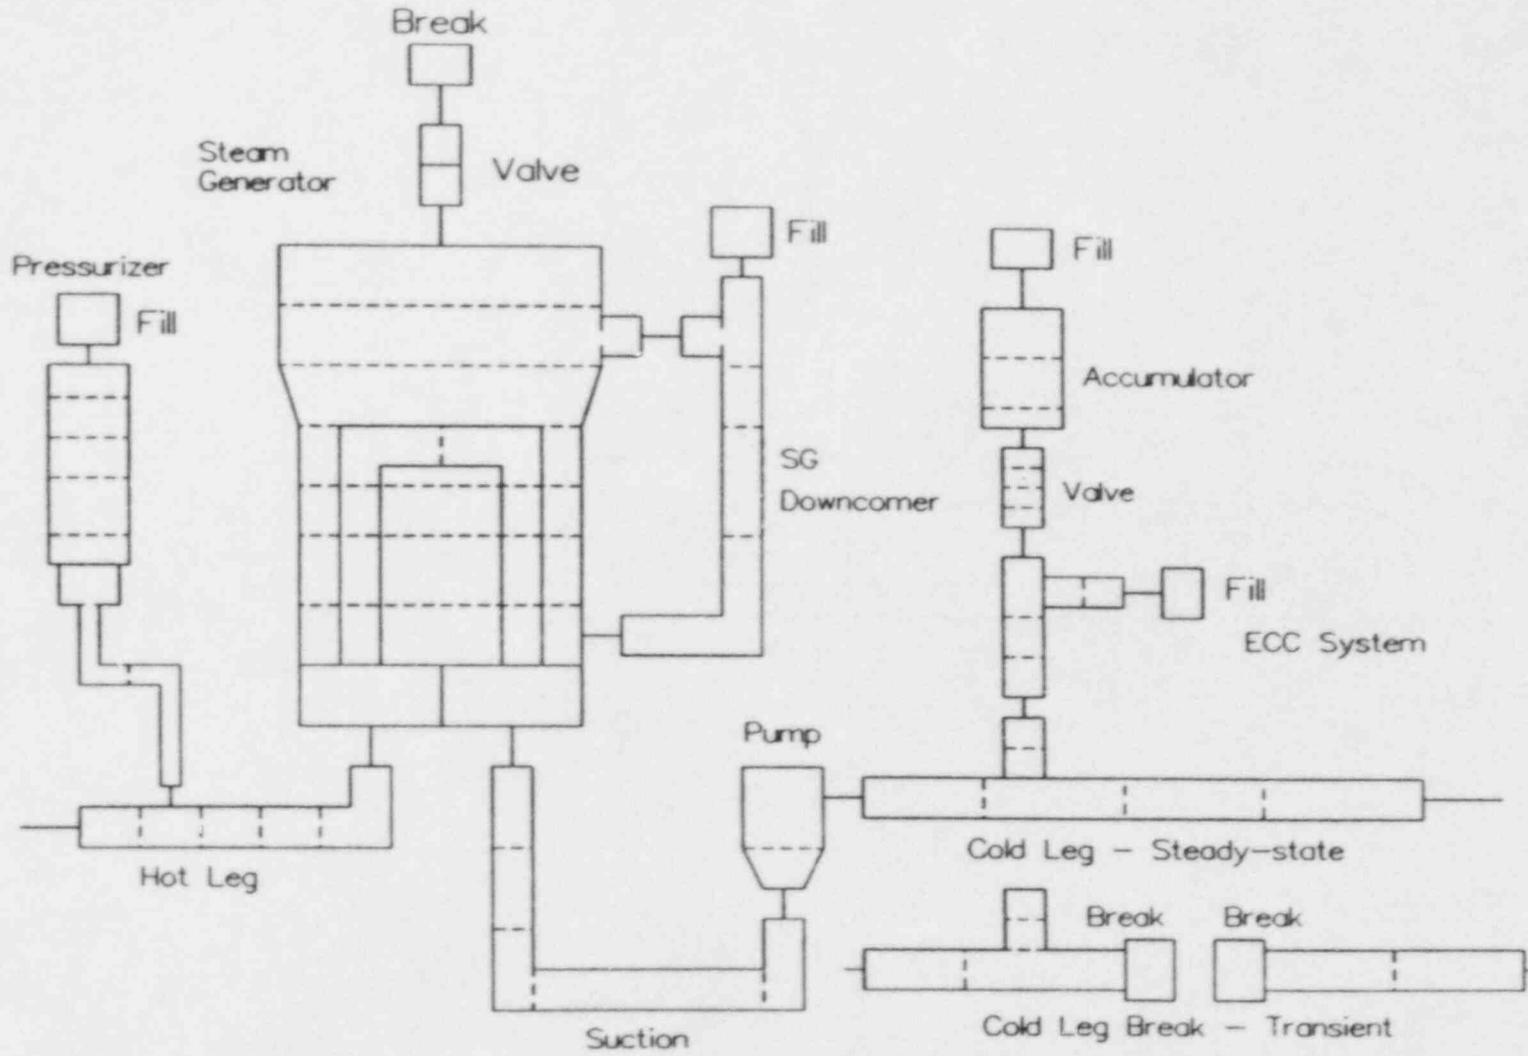 Break
Steam
Generator
Valve
Fill
Fill
Pressurizer
Fill
Accumulator
SG
Downcomer
Valve
Fill
ECC System
Pump
Cold Leg - Steady-state
Hot Leg
Break
Break
Cold Leg Break - Transient
Suction